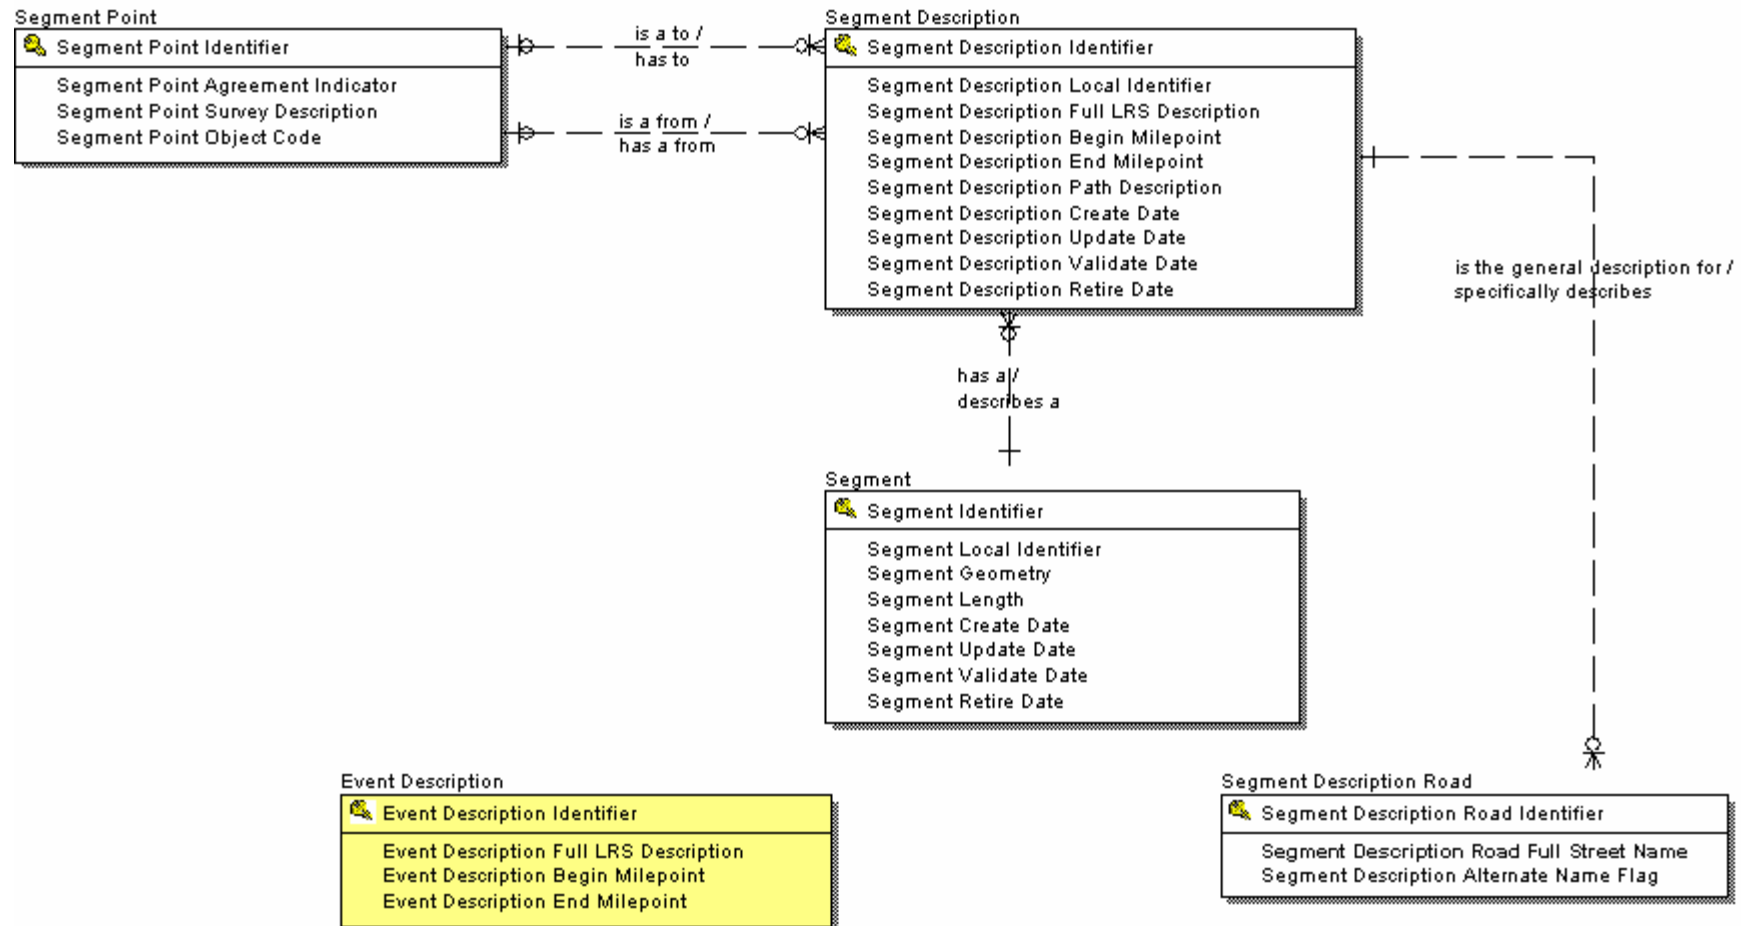 Segment Point
Segment Point Identifier
Segment Point Agreement Indicator
Segment Point Survey Description
Segment Point Object Code
is a to /
has to
is a from /
has a from
Segment Description
Segment Description Identifier
Segment Description Local Identifier
Segment Description Full LRS Description
Segment Description Begin Milepoint
Segment Description End Milepoint
Segment Description Path Description
Segment Description Create Date
Segment Description Update Date
Segment Description Validate Date
Segment Description Retire Date
is the general description for /
specifically describes
has a /
describes a
Segment
Segment Identifier
Segment Local Identifier
Segment Geometry
Segment Length
Segment Create Date
Segment Update Date
Segment Validate Date
Segment Retire Date
Event Description
Event Description Identifier
Event Description Full LRS Description
Event Description Begin Milepoint
Event Description End Milepoint
Segment Description Road
Segment Description Road Identifier
Segment Description Road Full Street Name
Segment Description Alternate Name Flag